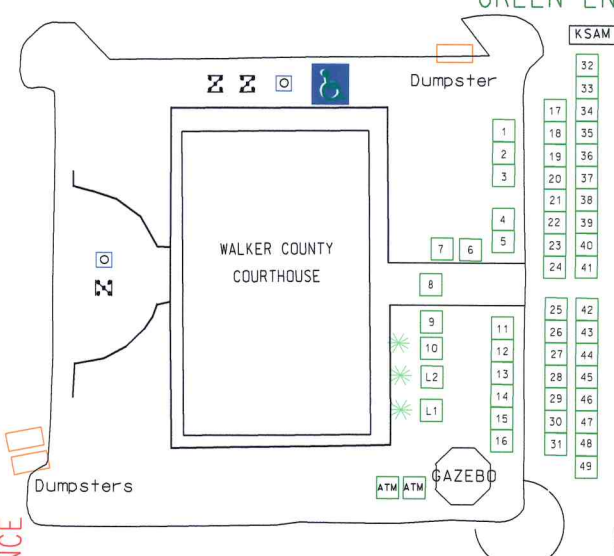 GREEN EN
KSAM
Dumpster
32
33
17 34
1 18 35
2 19 36
3 20 37
21 38
4 22 39
WALKER COUNTY 7 6 5 23 40
COURTHOUSE 8 24 41
9 25 42
10 11 26 43
12 27 44
L2 13 28 45
14 29 46
L1 15 30 47
16 31 48
49
GAZEBO
ATM ATM
Dumpsters
NCE